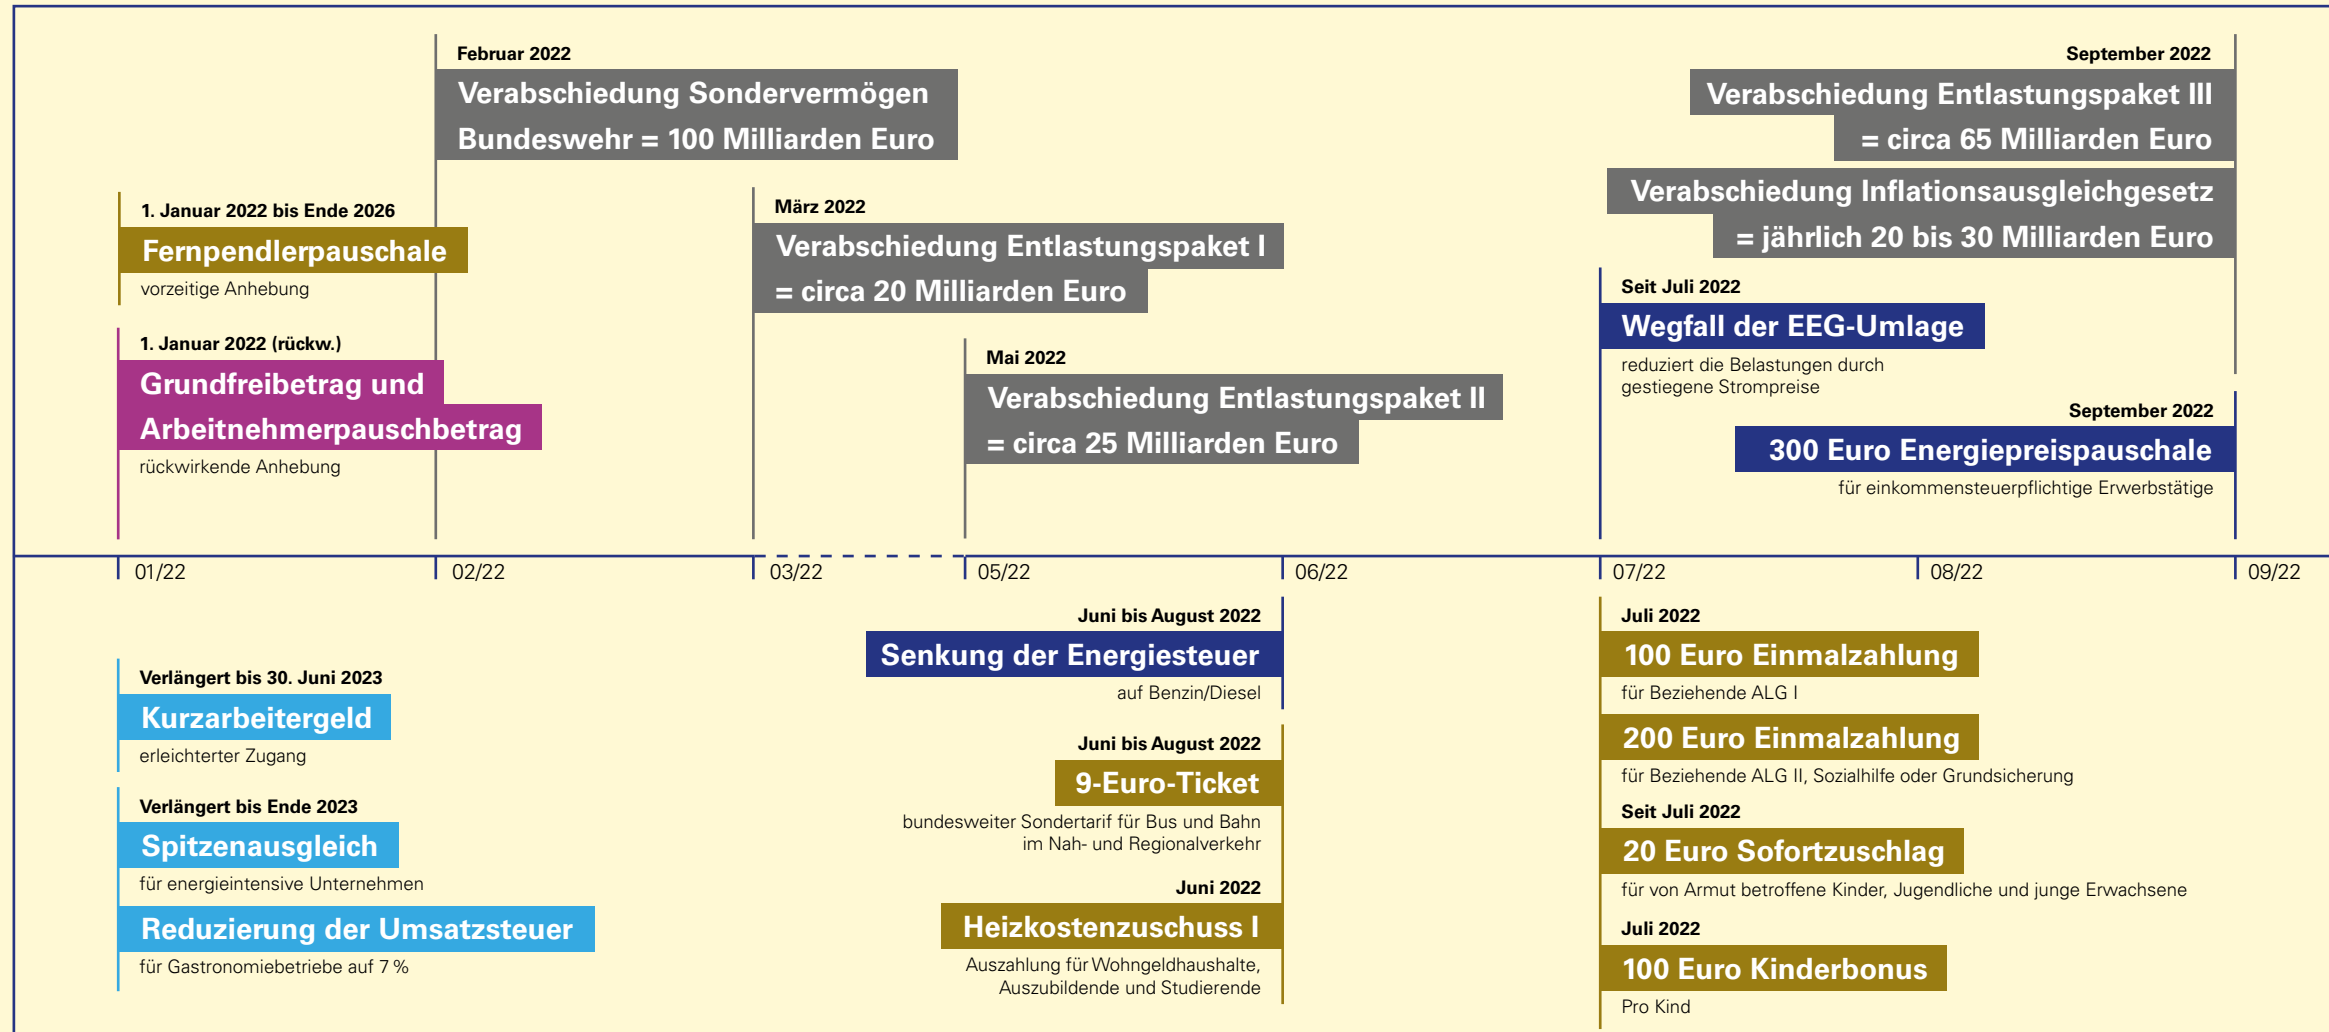 Februar 2022
Verabschiedung Sondervermögen
Bundeswehr = 100 Milliarden Euro
September 2022
Verabschiedung Entlastungspaket III
= circa 65 Milliarden Euro
Verabschiedung Inflationsausgleichgesetz
= jährlich 20 bis 30 Milliarden Euro
1. Januar 2022 bis Ende 2026
Fernpendlerpauschale
vorzeitige Anhebung
März 2022
Verabschiedung Entlastungspaket I
= circa 20 Milliarden Euro
Seit Juli 2022
Wegfall der EEG-Umlage
reduziert die Belastungen durch
gestiegene Strompreise
1. Januar 2022 (rückw.)
Grundfreibetrag und
Arbeitnehmerpauschbetrag
rückwirkende Anhebung
Mai 2022
Verabschiedung Entlastungspaket II
= circa 25 Milliarden Euro
September 2022
300 Euro Energiepreispauschale
für einkommensteuerpflichtige Erwerbstätige
01/22
02/22
03/22
05/22
06/22
07/22
08/22
09/22
Verlängert bis 30. Juni 2023
Kurzarbeitergeld
erleichterter Zugang
Verlängert bis Ende 2023
Spitzenausgleich
für energieintensive Unternehmen
Reduzierung der Umsatzsteuer
für Gastronomiebetriebe auf 7 %
Juni bis August 2022
Senkung der Energiesteuer
auf Benzin/Diesel
Juni bis August 2022
9-Euro-Ticket
bundesweiter Sondertarif für Bus und Bahn
im Nah- und Regionalverkehr
Juni 2022
Heizkostenzuschuss I
Auszahlung für Wohngeldhaushalte,
Auszubildende und Studierende
Juli 2022
100 Euro Einmalzahlung
für Beziehende ALG I
200 Euro Einmalzahlung
für Beziehende ALG II, Sozialhilfe oder Grundsicherung
Seit Juli 2022
20 Euro Sofortzuschlag
für von Armut betroffene Kinder, Jugendliche und junge Erwachsene
Juli 2022
100 Euro Kinderbonus
Pro Kind